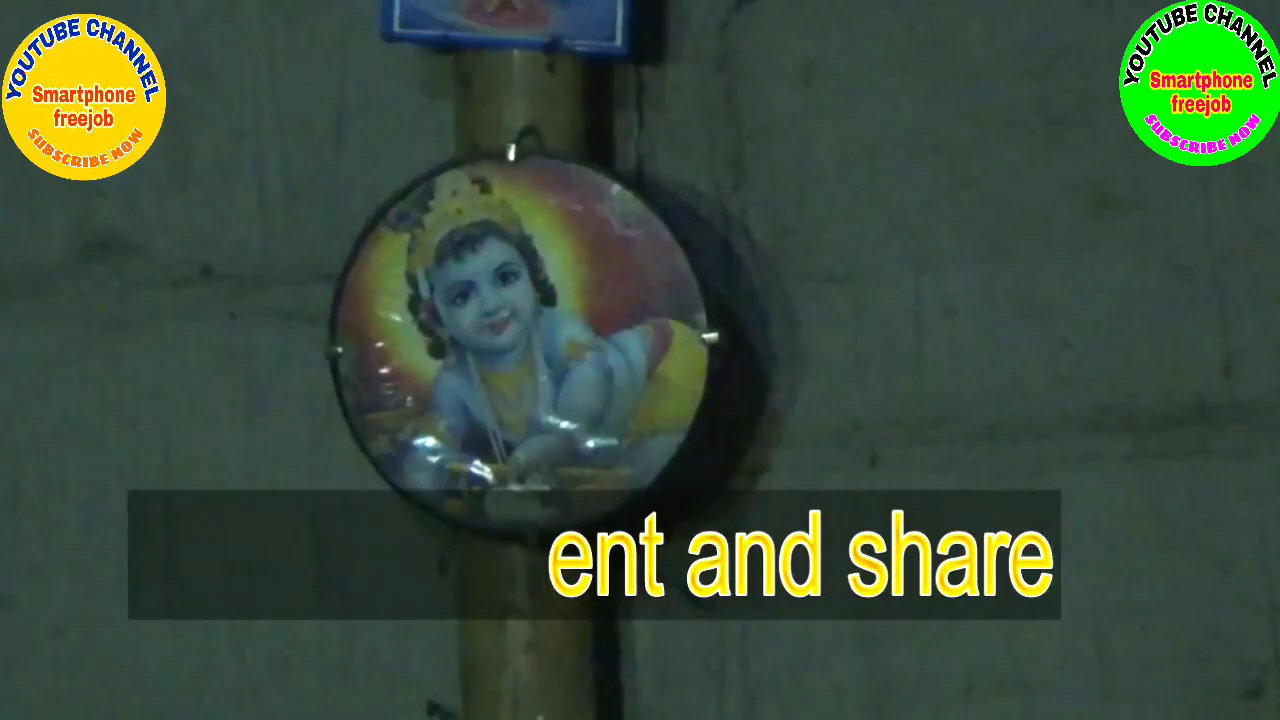 YOUTUBE CHANNEL
Smartphone
freejob
SUBSCRIBE NOW
YOUTUBE CHANNEL
Smartphone
freejob
SUBSCRIBE NOW
ent and share